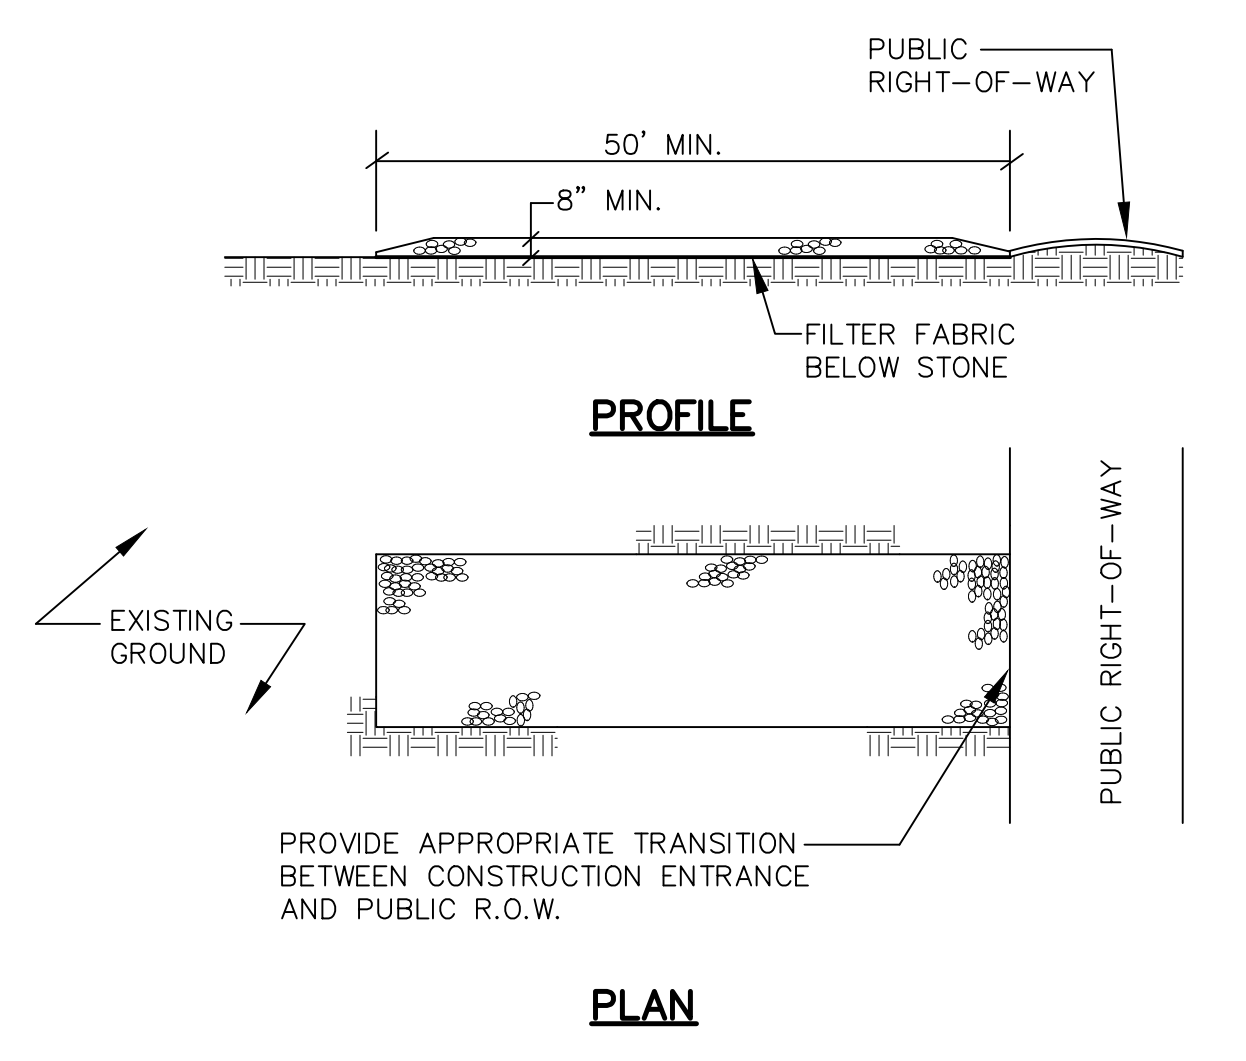 PUBLIC
RIGHT-OF-WAY
50' MIN.
8" MIN.
FILTER FABRIC
BELOW STONE
PROFILE
PUBLIC RIGHT-OF-WAY
EXISTING
GROUND
PROVIDE APPROPRIATE TRANSITION
BETWEEN CONSTRUCTION ENTRANCE
AND PUBLIC R.O.W.
PLAN